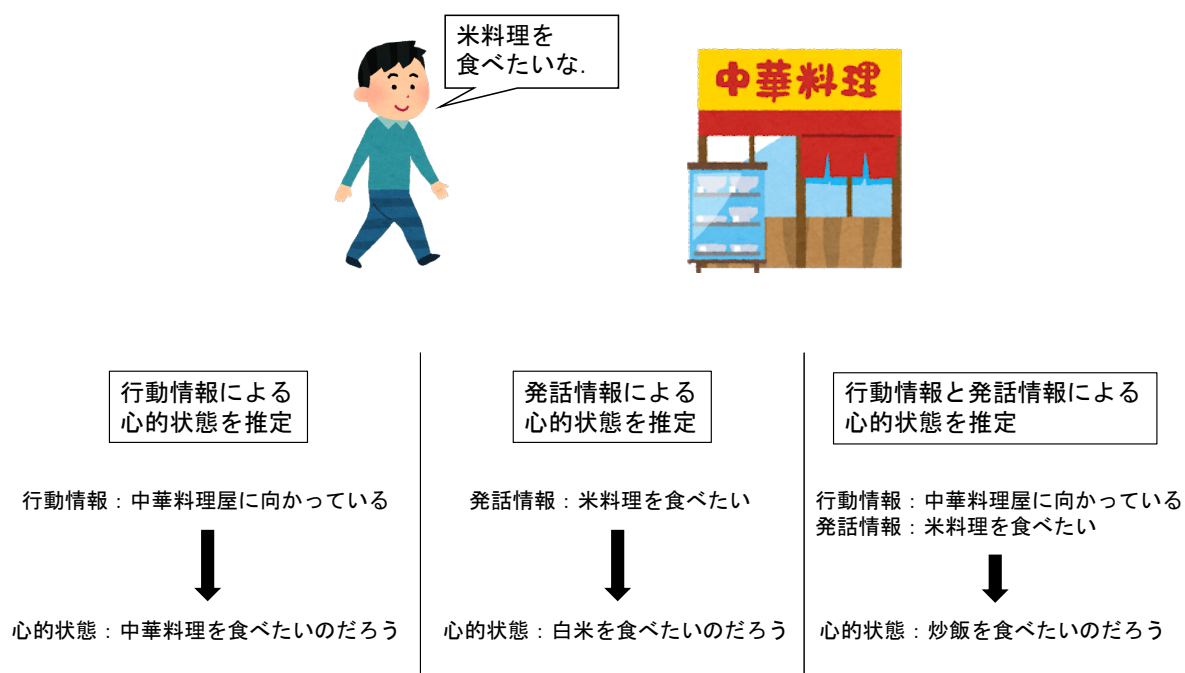 米料理を
食べたいな.
中華料理
行動情報による
心的状態を推定
行動情報：中華料理屋に向かっている
心的状態：中華料理を食べたいのだろう
発話情報による
心的状態を推定
発話情報：米料理を食べたい
心的状態：白米を食べたいのだろう
行動情報と発話情報による
心的状態を推定
行動情報：中華料理屋に向かっている
発話情報：米料理を食べたい
心的状態：炒飯を食べたいのだろう